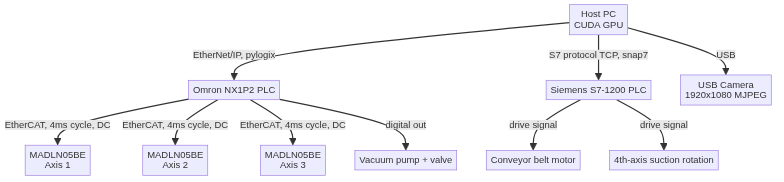 Host PC
CUDA GPU
EtherNet/IP, pylogix
S7 protocol TCP, snap7
USB
Omron NX1P2 PLC
Siemens S7-1200 PLC
USB Camera
1920x1080 MJPEG
EtherCAT, 4ms cycle, DC
EtherCAT, 4ms cycle, DC
EtherCAT, 4ms cycle, DC
digital out
drive signal
drive signal
MADLN05BE
Axis 1
MADLN05BE
Axis 2
MADLN05BE
Axis 3
Vacuum pump + valve
Conveyor belt motor
4th-axis suction rotation